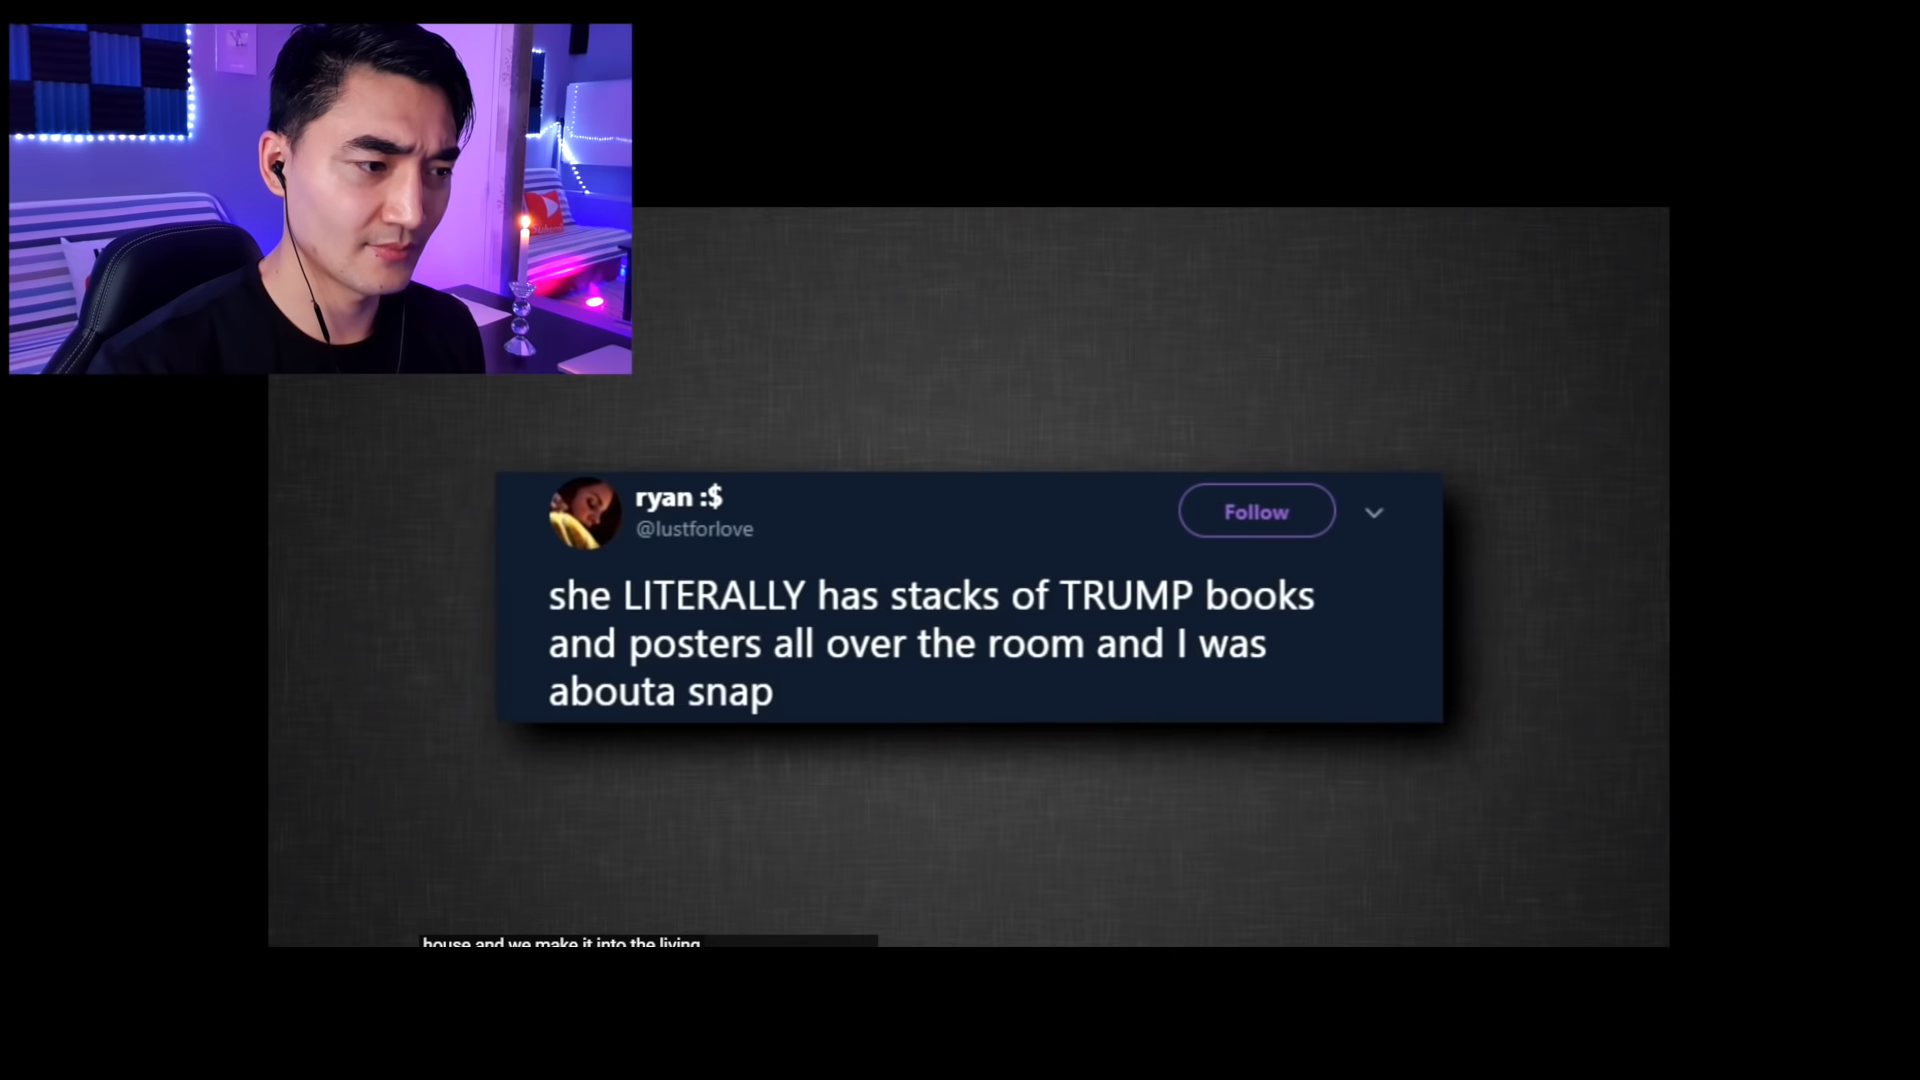 ryan :$
@lustforlove
Follow
she LITERALLY has stacks of TRUMP books
and posters all over the room and I was
abouta snap
house and we make it into the living